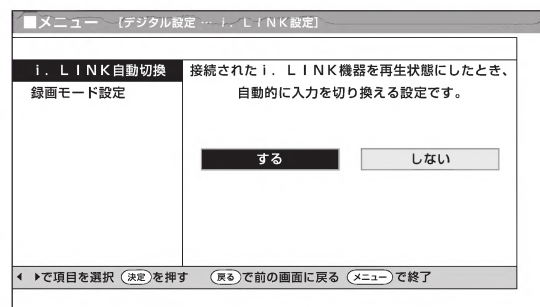 ■メニュー [デジタル設定 … i．LINK設定]
i．LINK自動切換
録画モード設定
接続されたi．LINK機器を再生状態にしたとき、
自動的に入力を切り換える設定です。
する
しない
で項目を選択 決定を押す 戻るで前の画面に戻る メニューで終了